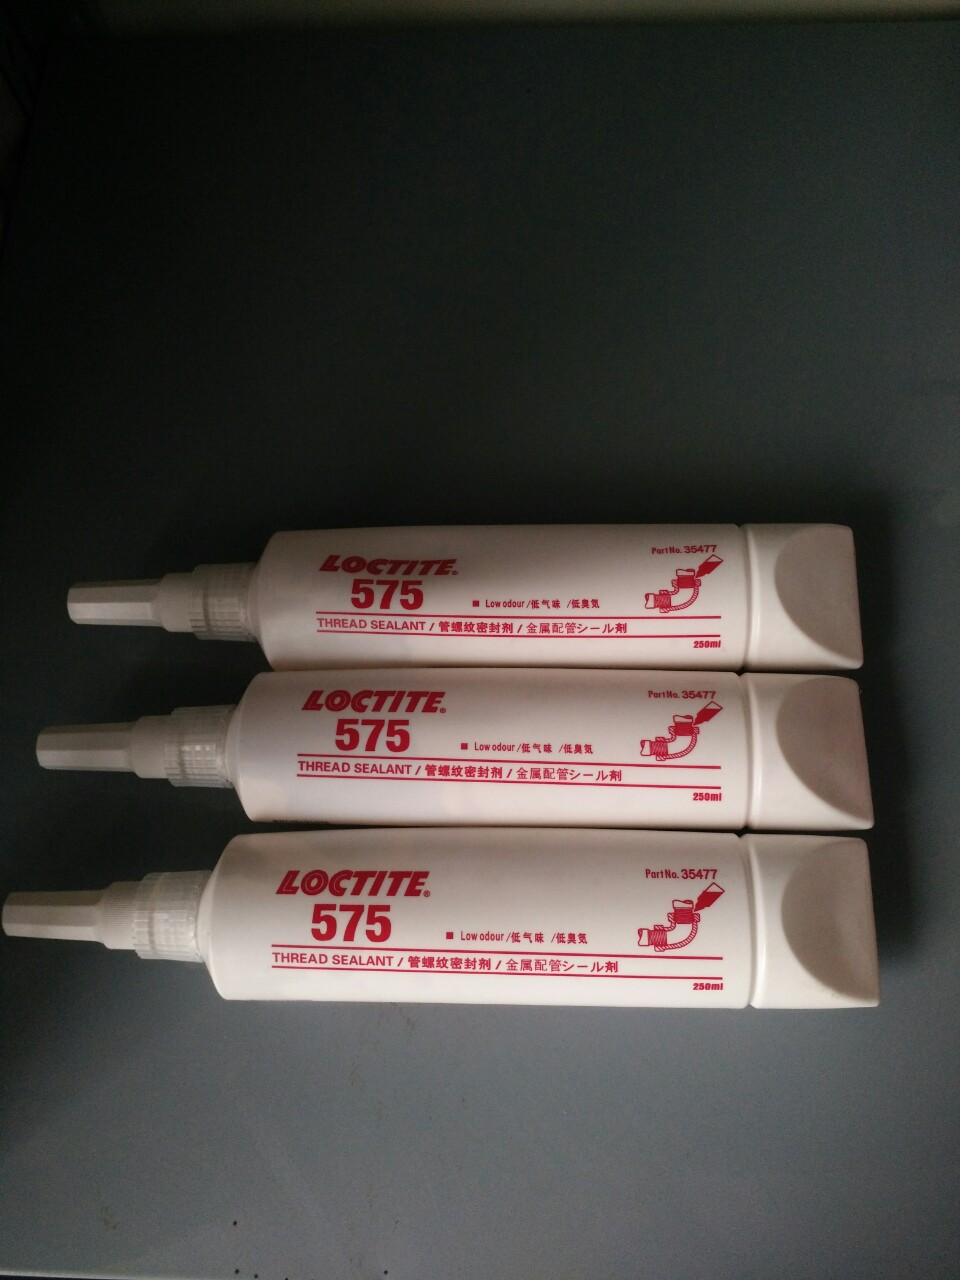 LOCTITE®
575
Part No. 35477
■ Low odour /低气味 /低臭気
THREAD SEALANT / 管螺纹密封剂 / 金属配管シール剤
250ml
LOCTITE®
575
Part No. 35477
■ Low odour /低气味 /低臭気
THREAD SEALANT / 管螺纹密封剂 / 金属配管シール剤
250ml
LOCTITE®
575
Part No. 35477
■ Low odour /低气味 /低臭気
THREAD SEALANT / 管螺纹密封剂 / 金属配管シール剤
250ml